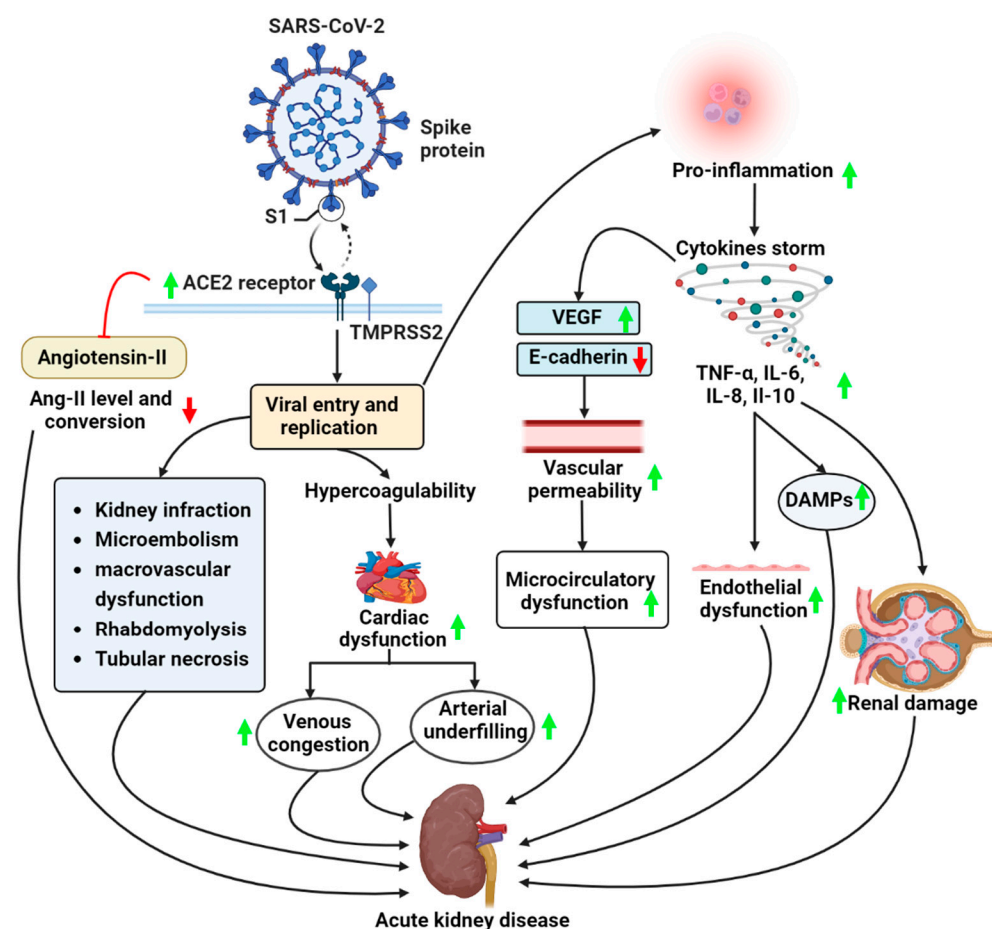 SARS-CoV-2
Spike
protein
S1
ACE2 receptor
TMPRSS2
Angiotensin-II
Ang-II level and
conversion
Viral entry and
replication
Kidney infraction
Microembolism
macrovascular
dysfunction
Rhabdomyolysis
Tubular necrosis
Hypercoagulability
Cardiac
dysfunction
Venous
congestion
Arterial
underfilling
Pro-inflammation
Cytokines storm
VEGF
E-cadherin
Vascular
permeability
Microcirculatory
dysfunction
TNF-α, IL-6,
IL-8, Il-10
DAMPs
Endothelial
dysfunction
Renal damage
Acute kidney disease